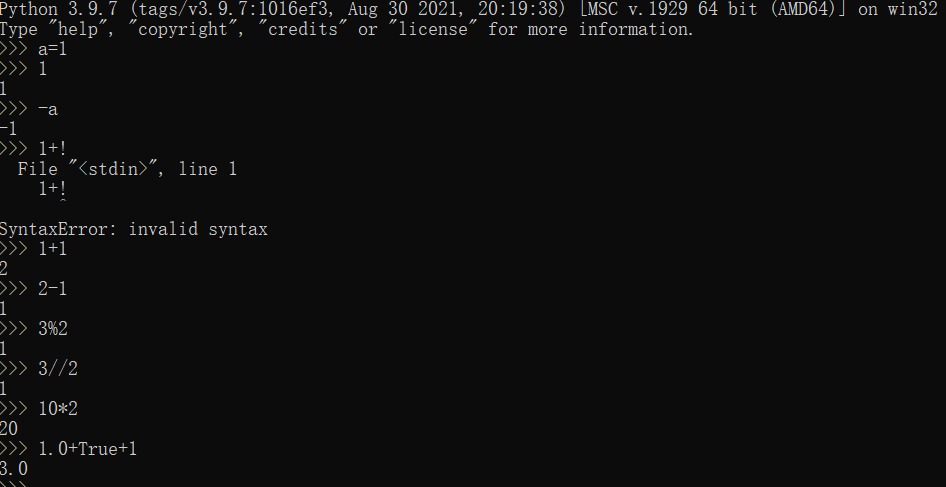 Python 3.9.7 (tags/v3.9.7:1016ef3, Aug 30 2021, 20:19:38) [MSC v.1929 64 bit (AMD64)] on win32
Type "help", "copyright", "credits" or "license" for more information.
>>> a=1
>>> 1
1
>>> -a
-1
>>> 1+!
  File "<stdin>", line 1
    1+!
      ^
SyntaxError: invalid syntax
>>> 1+1
2
>>> 2-1
1
>>> 3%2
1
>>> 3//2
1
>>> 10*2
20
>>> 1.0+True+1
3.0
>>>